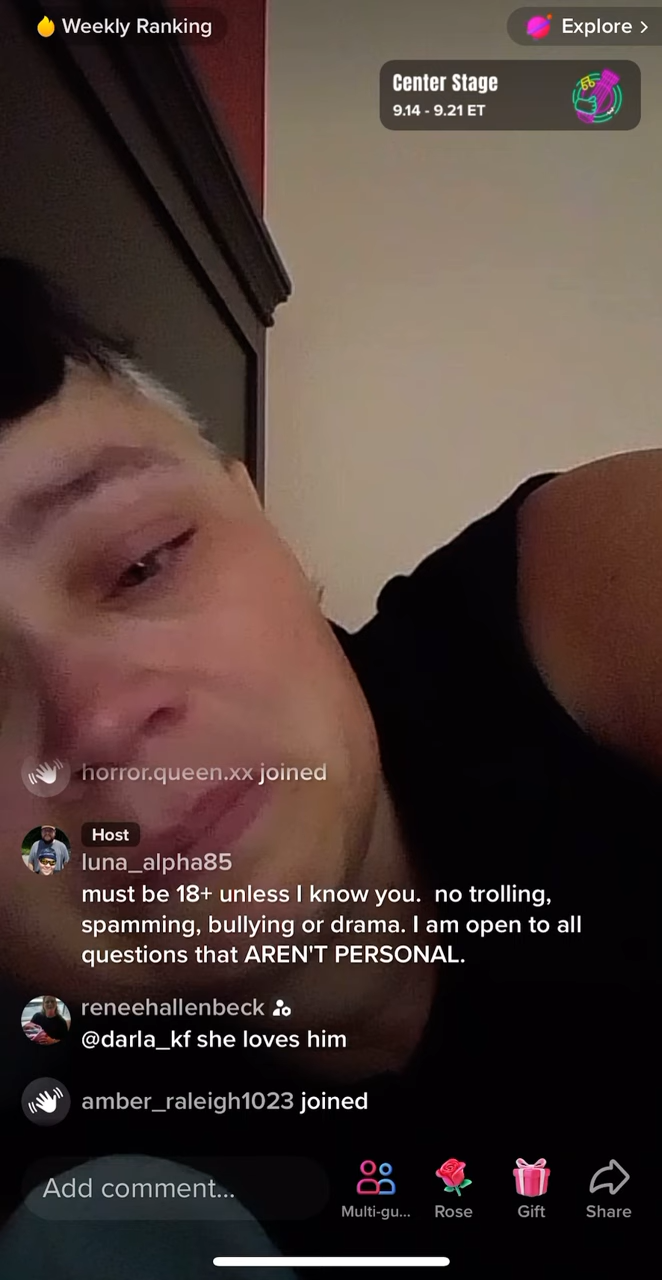 Weekly Ranking
Explore >
Center Stage
9.14 - 9.21 ET
horror.queen.xx joined
Host
luna_alpha85
must be 18+ unless I know you.  no trolling,
spamming, bullying or drama. I am open to all
questions that AREN'T PERSONAL.
reneehallenbeck
@darla_kf she loves him
amber_raleigh1023 joined
Add comment...
Multi-gu...
Rose
Gift
Share